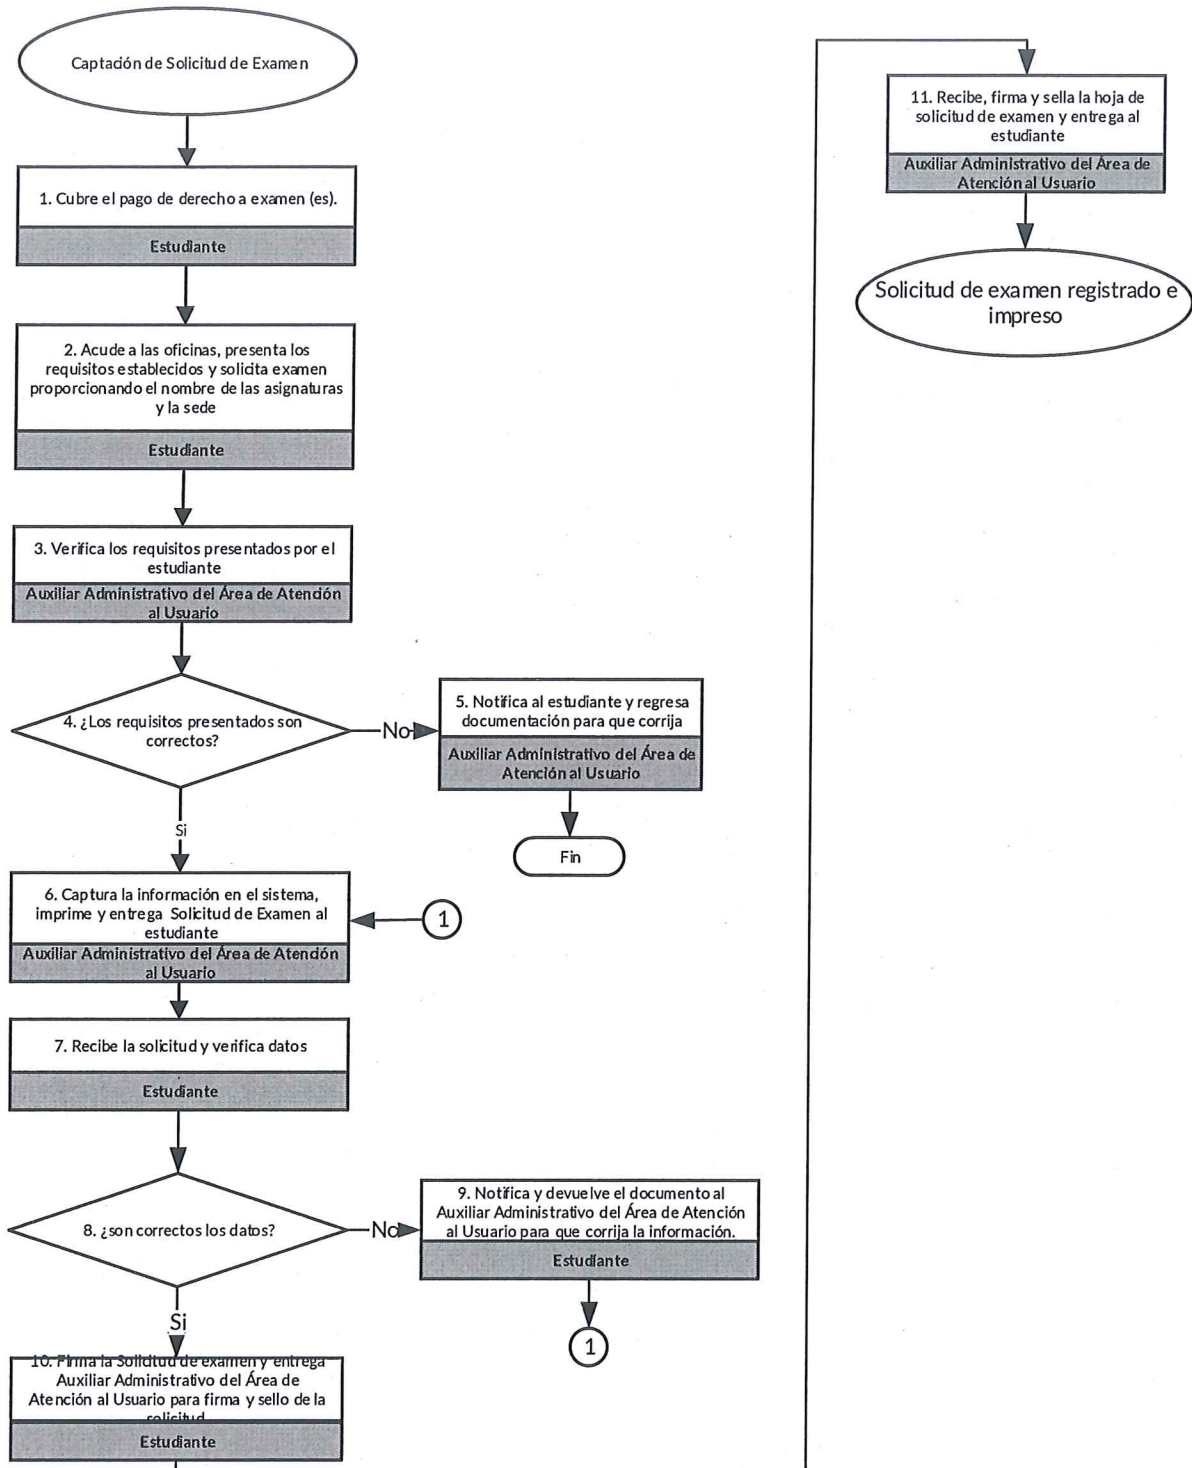 Captación de Solicitud de Examen
1. Cubre el pago de derecho a examen (es).
Estudiante
2. Acude a las oficinas, presenta los
requisitos establecidos y solicita examen
proporcionando el nombre de las asignaturas
y la sede
Estudiante
3. Verifica los requisitos presentados por el
estudiante
Auxiliar Administrativo del Área de Atención
al Usuario
4. ¿Los requisitos presentados son
correctos?
No
5. Notifica al estudiante y regresa
documentación para que corrija
Auxiliar Administrativo del Área de
Atención al Usuario
Fin
Si
6. Captura la información en el sistema,
imprime y entrega Solicitud de Examen al
estudiante
Auxiliar Administrativo del Área de Atención
al Usuario
1
7. Recibe la solicitud y verifica datos
Estudiante
8. ¿son correctos los datos?
No
9. Notifica y devuelve el documento al
Auxiliar Administrativo del Área de Atención
al Usuario para que corrija la información.
Estudiante
1
Si
10. Firma la Solicitud de examen y entrega
Auxiliar Administrativo del Área de
Atención al Usuario para firma y sello de la
solicitud
Estudiante
11. Recibe, firma y sella la hoja de
solicitud de examen y entrega al
estudiante
Auxiliar Administrativo del Área de
Atención al Usuario
Solicitud de examen registrado e
impreso